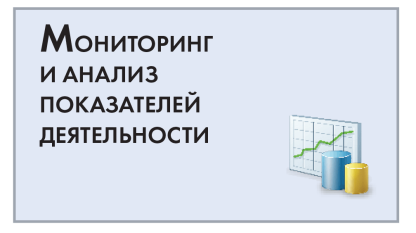 Мониторинг
и анализ
показателей
деятельности